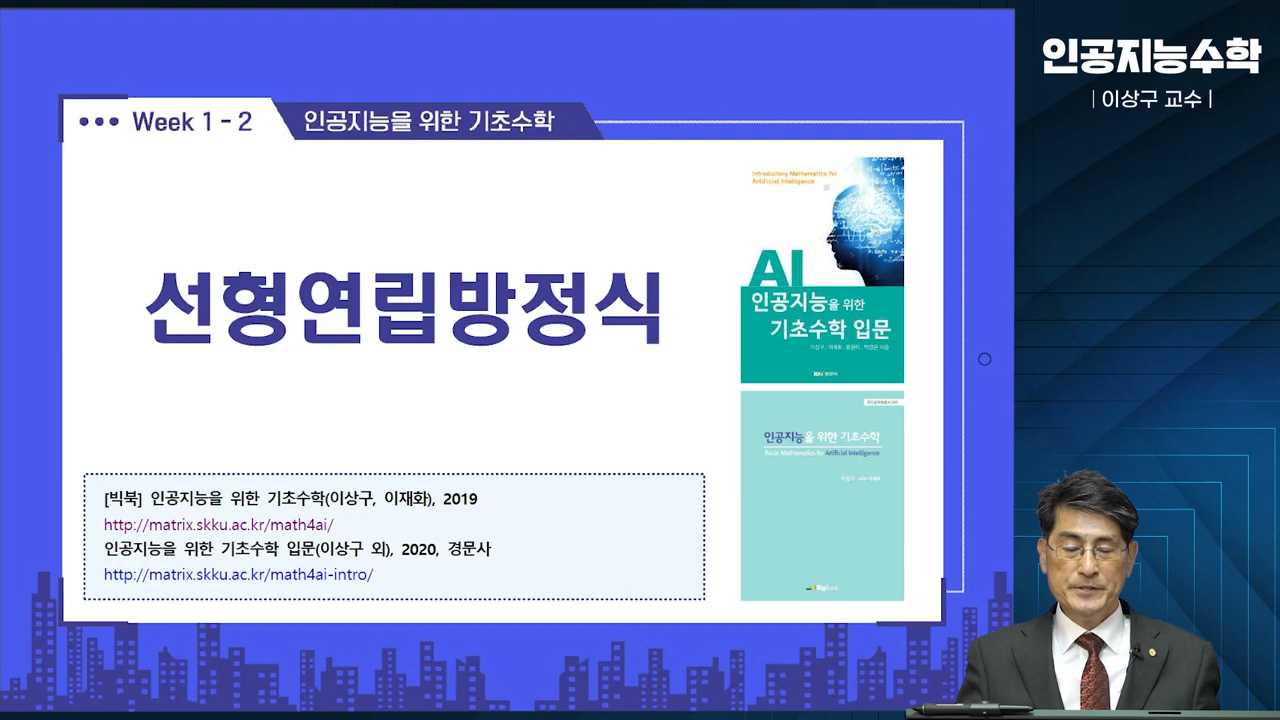 인공지능수학
| 이상구 교수 |
Week 1 - 2
인공지능을 위한 기초수학
선형연립방정식
Introductory Mathematics for
Artificial Intelligence
AI
인공지능을 위한
기초수학 입문
경문사
인공지능을 위한 기초수학
Basic Mathematics for Artificial Intelligence
BigBook
[빅북] 인공지능을 위한 기초수학(이상구, 이재화), 2019
http://matrix.skku.ac.kr/math4ai/
인공지능을 위한 기초수학 입문(이상구 외), 2020, 경문사
http://matrix.skku.ac.kr/math4ai-intro/